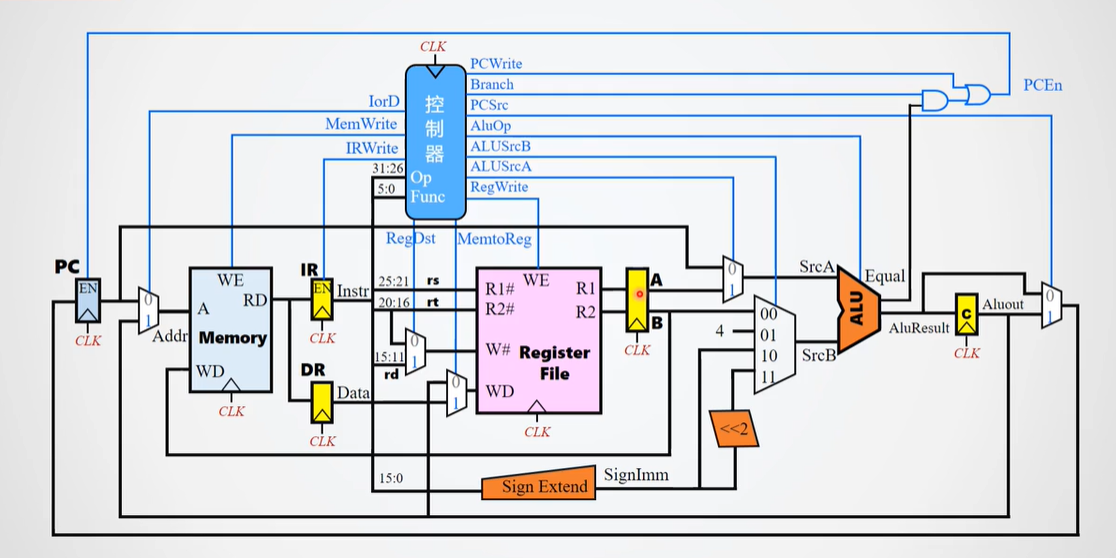 CLK
PCWrite
Branch
PCEn
IorD
控制器
PCSrc
MemWrite
AluOp
IRWrite
ALUSrcB
31:26
Op
ALUSrcA
5:0
Func
RegWrite
RegDst
MemtoReg
PC
EN
0
1
CLK
A
Addr
WE
RD
Memory
WD
CLK
IR
EN
Instr
CLK
DR
Data
CLK
25:21 rs
20:16 rt
15:11
rd
0
1
0
1
R1#
WE
R1
R2#
R2
W#
Register
File
WD
CLK
A
B
CLK
0
1
SrcA
4
00
01
10
11
SrcB
<<2
ALU
Equal
AluResult
C
CLK
Aluout
0
1
15:0
Sign Extend
SignImm